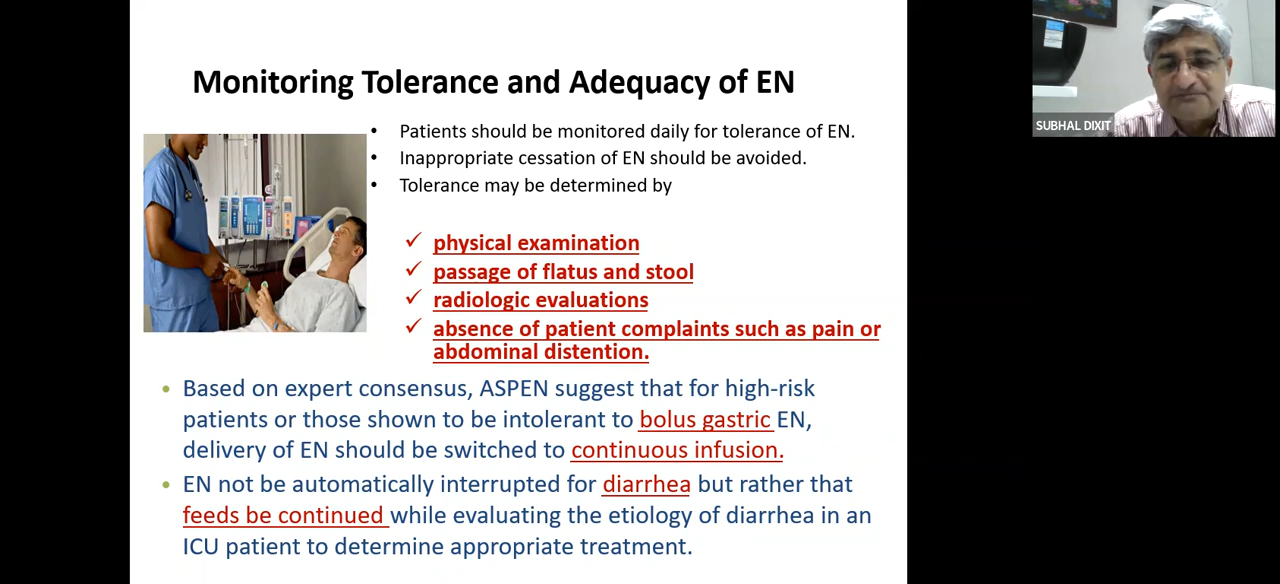 Monitoring Tolerance and Adequacy of EN
• Patients should be monitored daily for tolerance of EN.
• Inappropriate cessation of EN should be avoided.
• Tolerance may be determined by
✓ physical examination
✓ passage of flatus and stool
✓ radiologic evaluations
✓ absence of patient complaints such as pain or
abdominal distention.
• Based on expert consensus, ASPEN suggest that for high-risk
patients or those shown to be intolerant to bolus gastric EN,
delivery of EN should be switched to continuous infusion.
• EN not be automatically interrupted for diarrhea but rather that
feeds be continued while evaluating the etiology of diarrhea in an
ICU patient to determine appropriate treatment.
SUBHAL DIXIT